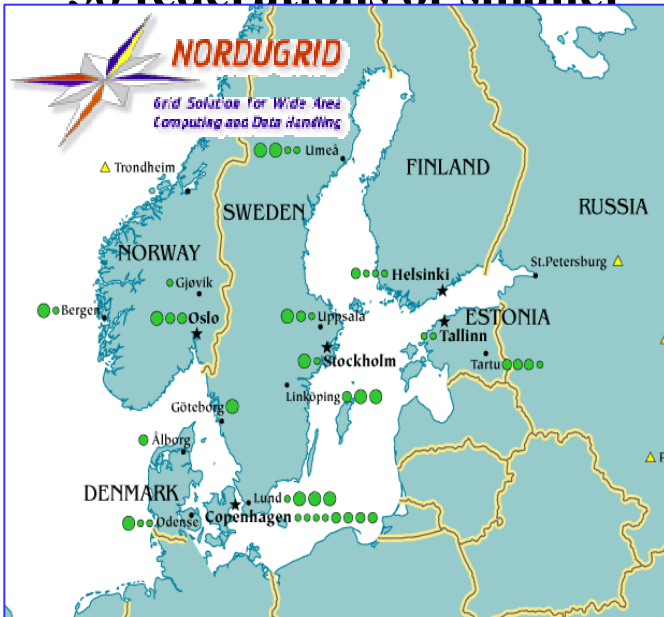 NORDUGRID
Grid Solution for Wide Area
Computing and Data Handling
Trondheim
Umeå
FINLAND
SWEDEN
RUSSIA
NORWAY
St.Petersburg
Helsinki
Gjøvik
Bergen
Oslo
Uppsala
ESTONIA
Tallinn
Stockholm
Tartu
Linköping
Göteborg
Ålborg
DENMARK
Lund
Copenhagen
Odense